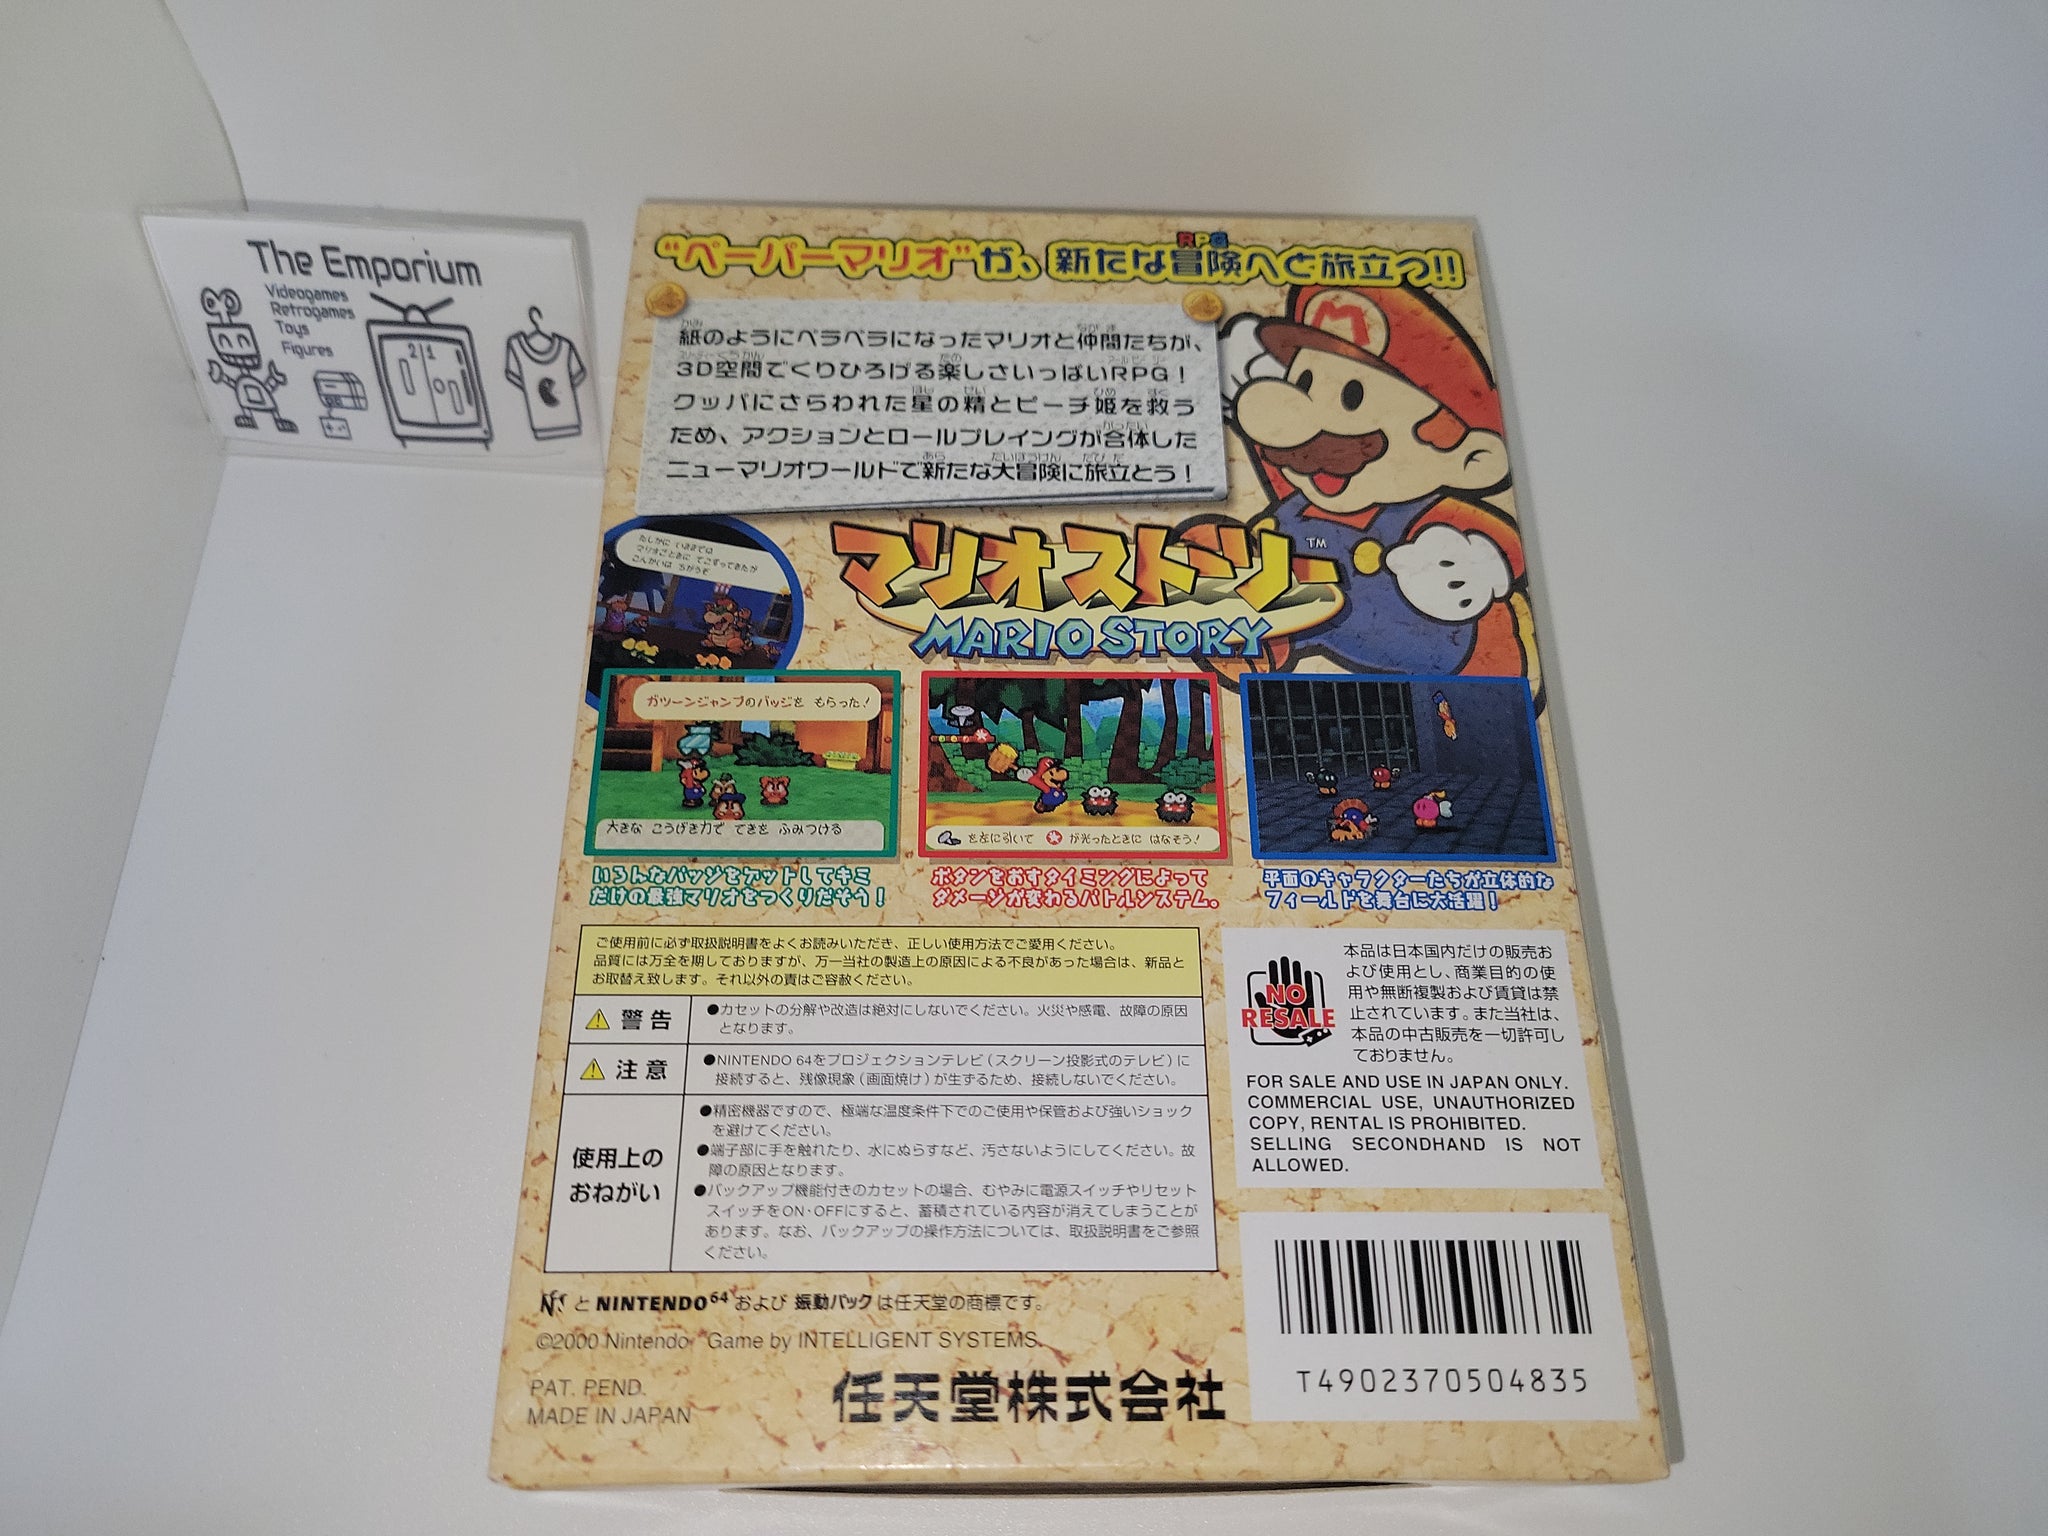 The Emporium
Videogames
Retrogames
Toys
Figures
2/1
RPG
“ペーパーマリオ”が、新たな冒険へと旅立つ!!
紙のようにペラペラになったマリオと仲間たちが、
3D空間でくりひろげる楽しさいっぱいRPG！
クッパにさらわれた星の精とピーチ姫を救う
ため、アクションとロールプレイングが合体した
ニューマリオワールドで新たな大冒険に旅立とう！
M
たしかに いままでは
マリオごときに てこずってきたが
こんかいは ちがうぞ
マリオストーリー TM
MARIO STORY
ガツーンジャンプのバッジを もらった！
大きな こうげき力で てきを ふみつける
を左に引いて が光ったときに はなそう！
いろんなバッジをゲットしてキミ
だけの最強マリオをつくりだそう！
ボタンをおすタイミングによって
ダメージが変わるバトルシステム。
平面のキャラクターたちが立体的な
フィールドを舞台に大活躍！
ご使用前に必ず取扱説明書をよくお読みいただき、正しい使用方法でご愛用ください。
品質には万全を期しておりますが、万一当社の製造上の原因による不良があった場合は、新品と
お取替え致します。それ以外の責はご容赦ください。
警告
●カセットの分解や改造は絶対にしないでください。火災や感電、故障の原因
となります。
注意
●NINTENDO 64をプロジェクションテレビ（スクリーン投影式のテレビ）に
接続すると、残像現象（画面焼け）が生ずるため、接続しないでください。
使用上の
おねがい
●精密機器ですので、極端な温度条件下でのご使用や保管および強いショック
を避けてください。
●端子部に手を触れたり、水にぬらすなど、汚さないようにしてください。故
障の原因となります。
●バックアップ機能付きのカセットの場合、むやみに電源スイッチやリセット
スイッチをON・OFFにすると、蓄積されている内容が消えてしまうことが
あります。なお、バックアップの操作方法については、取扱説明書をご参照
ください。
NO
RESALE
本品は日本国内だけの販売お
よび使用とし、商業目的の使
用や無断複製および賃貸は禁
止されています。また当社は、
本品の中古販売を一切許可し
ておりません。
FOR SALE AND USE IN JAPAN ONLY.
COMMERCIAL USE, UNAUTHORIZED
COPY, RENTAL IS PROHIBITED.
SELLING SECONDHAND IS NOT
ALLOWED.
と NINTENDO64 および 振動パック は任天堂の商標です。
©2000 Nintendo Game by INTELLIGENT SYSTEMS.
PAT. PEND.
MADE IN JAPAN
任天堂株式会社
T4902370504835